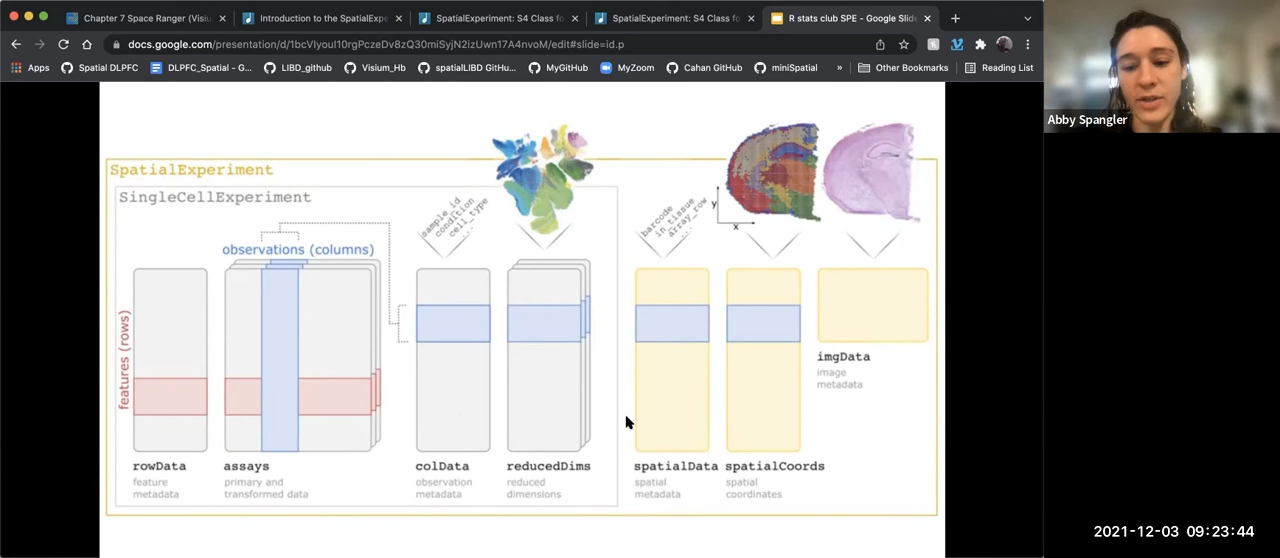 Chapter 7 Space Ranger (Visiu
Introduction to the SpatialExpe
SpatialExperiment: S4 Class fo
SpatialExperiment: S4 Class fo
R stats club SPE - Google Slide
docs.google.com/presentation/d/1bcVlyouI10rgPczeDv8zQ30miSyjN2izUwn17A4nvoM/edit#slide=id.p
Apps
Spatial DLPFC
DLPFC_Spatial - G...
LIBD_github
Visium_Hb
spatialLIBD GitHu...
MyGitHub
MyZoom
Cahan GitHub
miniSpatial
»
Other Bookmarks
Reading List
Abby Spangler
SpatialExperiment
SingleCellExperiment
sample_id
condition
cell_type
...
barcode
in_tissue
array_row
...
y
x
observations (columns)
features (rows)
imgData
image
metadata
rowData
feature
metadata
assays
primary and
transformed data
colData
observation
metadata
reducedDims
reduced
dimensions
spatialData
spatial
metadata
spatialCoords
spatial
coordinates
2021-12-03 09:23:44